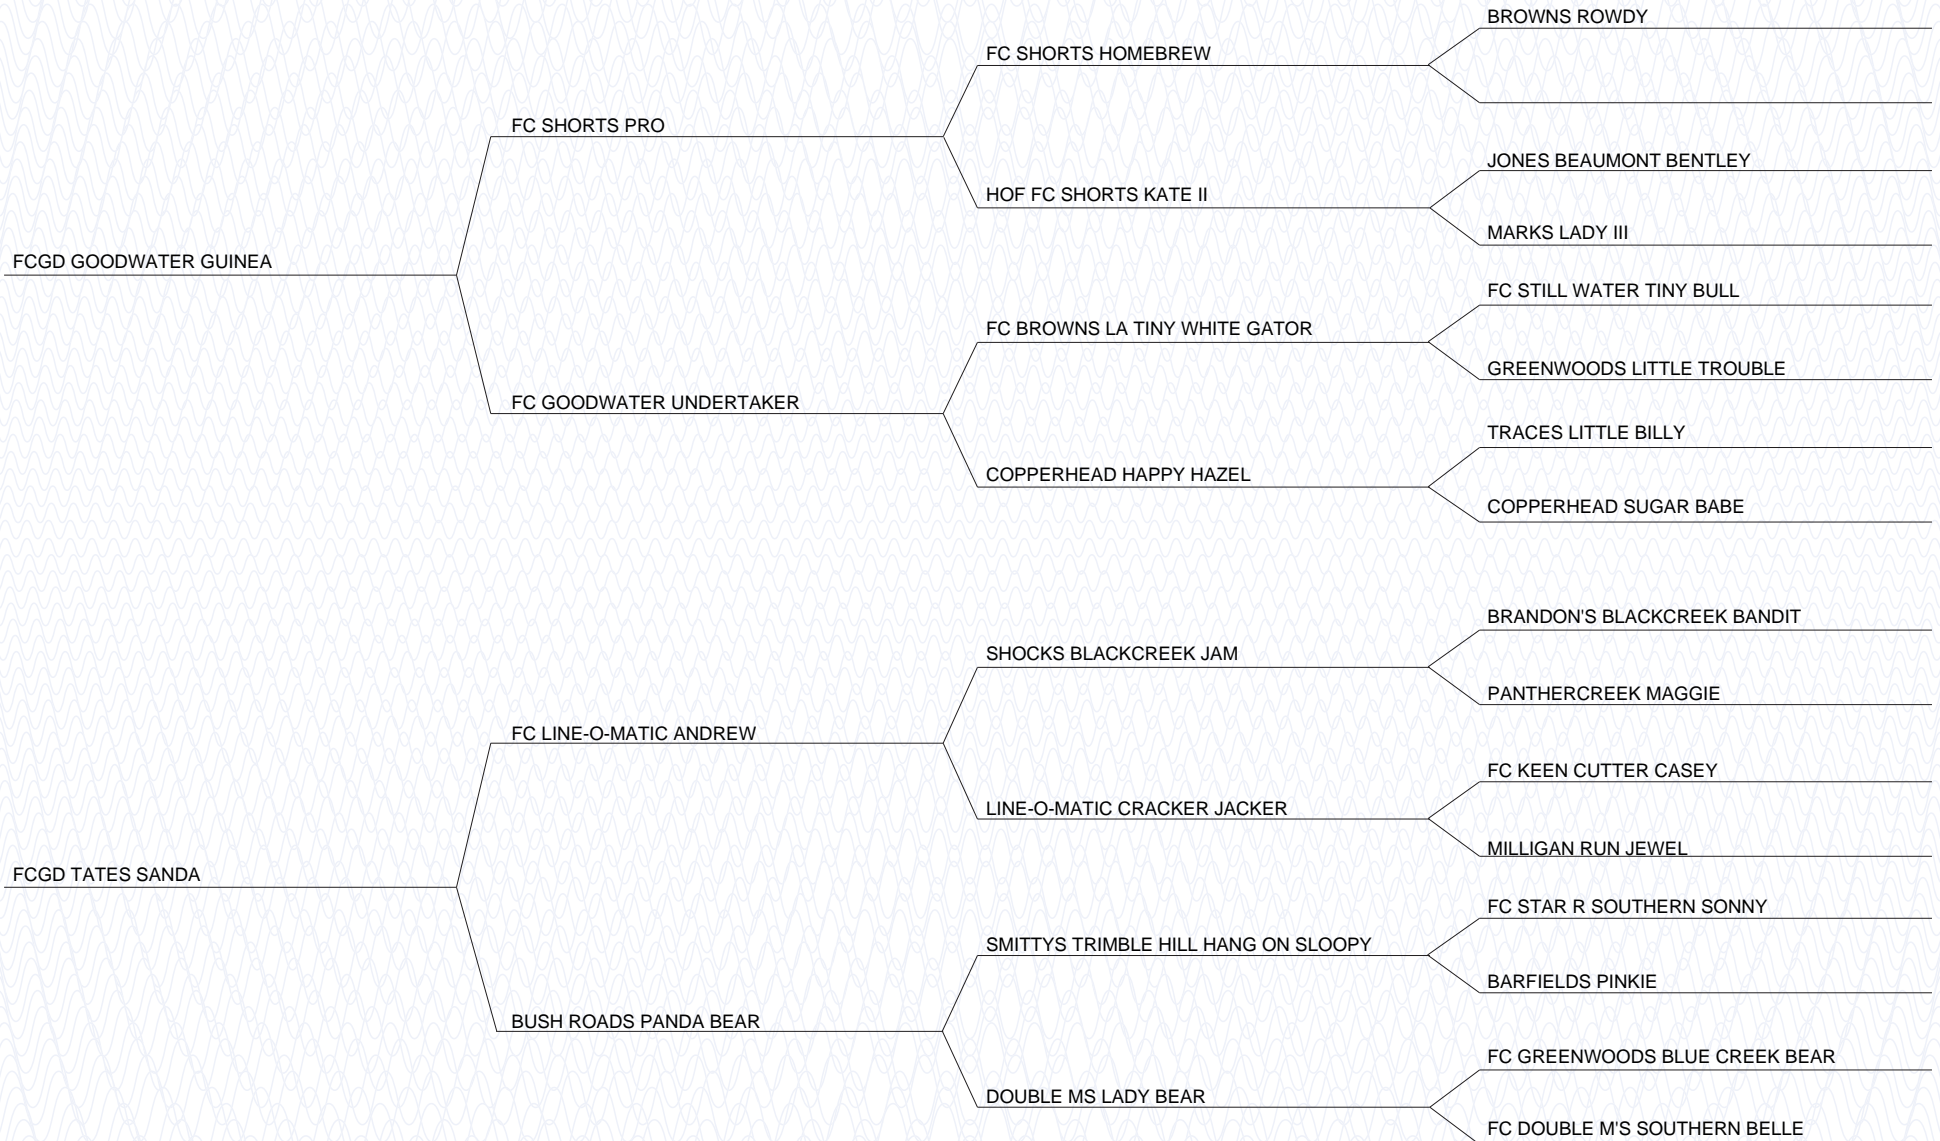 BROWNS ROWDY
FC SHORTS HOMEBREW
FC SHORTS PRO
JONES BEAUMONT BENTLEY
HOF FC SHORTS KATE II
MARKS LADY III
FCGD GOODWATER GUINEA
FC STILL WATER TINY BULL
FC BROWNS LA TINY WHITE GATOR
GREENWOODS LITTLE TROUBLE
FC GOODWATER UNDERTAKER
TRACES LITTLE BILLY
COPPERHEAD HAPPY HAZEL
COPPERHEAD SUGAR BABE
BRANDON'S BLACKCREEK BANDIT
SHOCKS BLACKCREEK JAM
PANTHERCREEK MAGGIE
FC LINE-O-MATIC ANDREW
FC KEEN CUTTER CASEY
LINE-O-MATIC CRACKER JACKER
MILLIGAN RUN JEWEL
FCGD TATES SANDA
FC STAR R SOUTHERN SONNY
SMITTYS TRIMBLE HILL HANG ON SLOOPY
BARFIELDS PINKIE
BUSH ROADS PANDA BEAR
FC GREENWOODS BLUE CREEK BEAR
DOUBLE MS LADY BEAR
FC DOUBLE M'S SOUTHERN BELLE